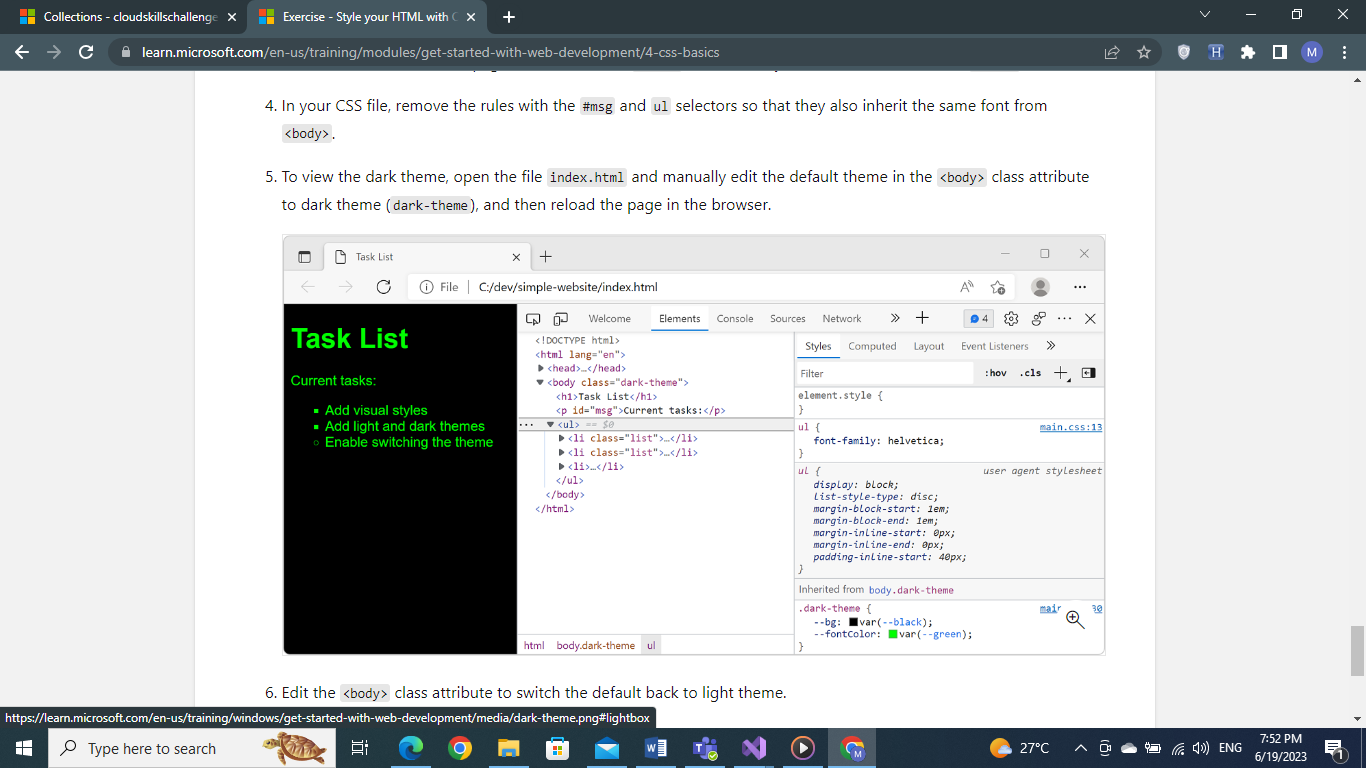 Collections - cloudskillschallenge
Exercise - Style your HTML with C
learn.microsoft.com/en-us/training/modules/get-started-with-web-development/4-css-basics
H
M
4. In your CSS file, remove the rules with the #msg and ul selectors so that they also inherit the same font from
<body>.
5. To view the dark theme, open the file index.html and manually edit the default theme in the <body> class attribute
to dark theme (dark-theme), and then reload the page in the browser.
Task List
File C:/dev/simple-website/index.html
Task List
Current tasks:
Add visual styles
Add light and dark themes
Enable switching the theme
Welcome Elements Console Sources Network 4
<!DOCTYPE html>
<html lang="en">
<head>…</head>
<body class="dark-theme">
<h1>Task List</h1>
<p id="msg">Current tasks:</p>
<ul> == $0
<li class="list">…</li>
<li class="list">…</li>
<li>…</li>
</ul>
</body>
</html>
html body.dark-theme ul
Styles Computed Layout Event Listeners
Filter :hov .cls
element.style {
}
ul { main.css:13
font-family: helvetica;
}
ul { user agent stylesheet
display: block;
list-style-type: disc;
margin-block-start: 1em;
margin-block-end: 1em;
margin-inline-start: 0px;
margin-inline-end: 0px;
padding-inline-start: 40px;
}
Inherited from body.dark-theme
.dark-theme {
--bg: var(--black);
--fontColor: var(--green);
}
6. Edit the <body> class attribute to switch the default back to light theme.
https://learn.microsoft.com/en-us/training/windows/get-started-with-web-development/media/dark-theme.png#lightbox
Type here to search
27°C
ENG
7:52 PM
6/19/2023
1